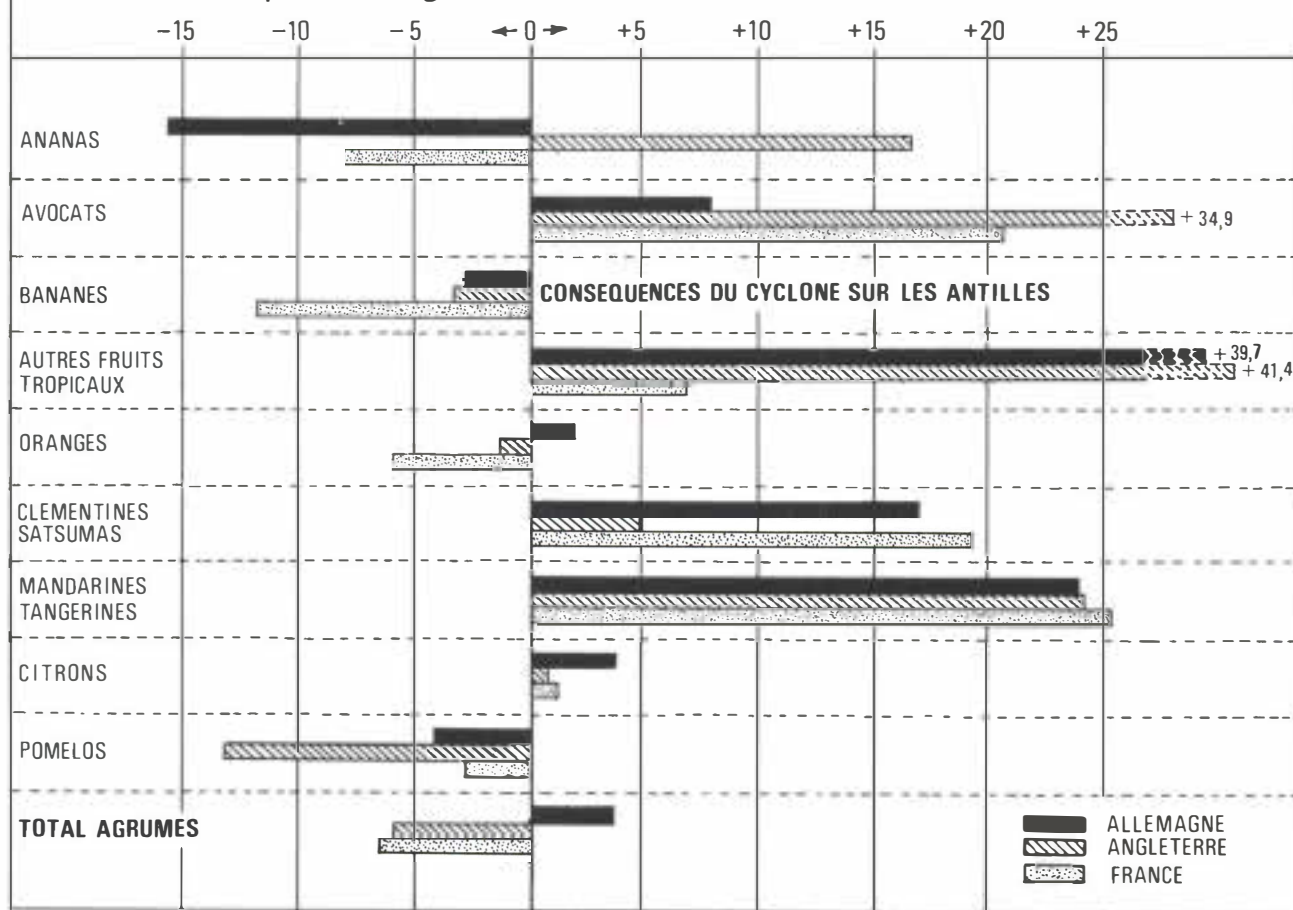 -15 -10 -5 ←0→ +5 +10 +15 +20 +25
ANANAS
AVOCATS
+ 34,9
BANANES
CONSEQUENCES DU CYCLONE SUR LES ANTILLES
AUTRES FRUITS
TROPICAUX
+ 39,7
+ 41,4
ORANGES
CLEMENTINES
SATSUMAS
MANDARINES
TANGERINES
CITRONS
POMELOS
TOTAL AGRUMES
ALLEMAGNE
ANGLETERRE
FRANCE